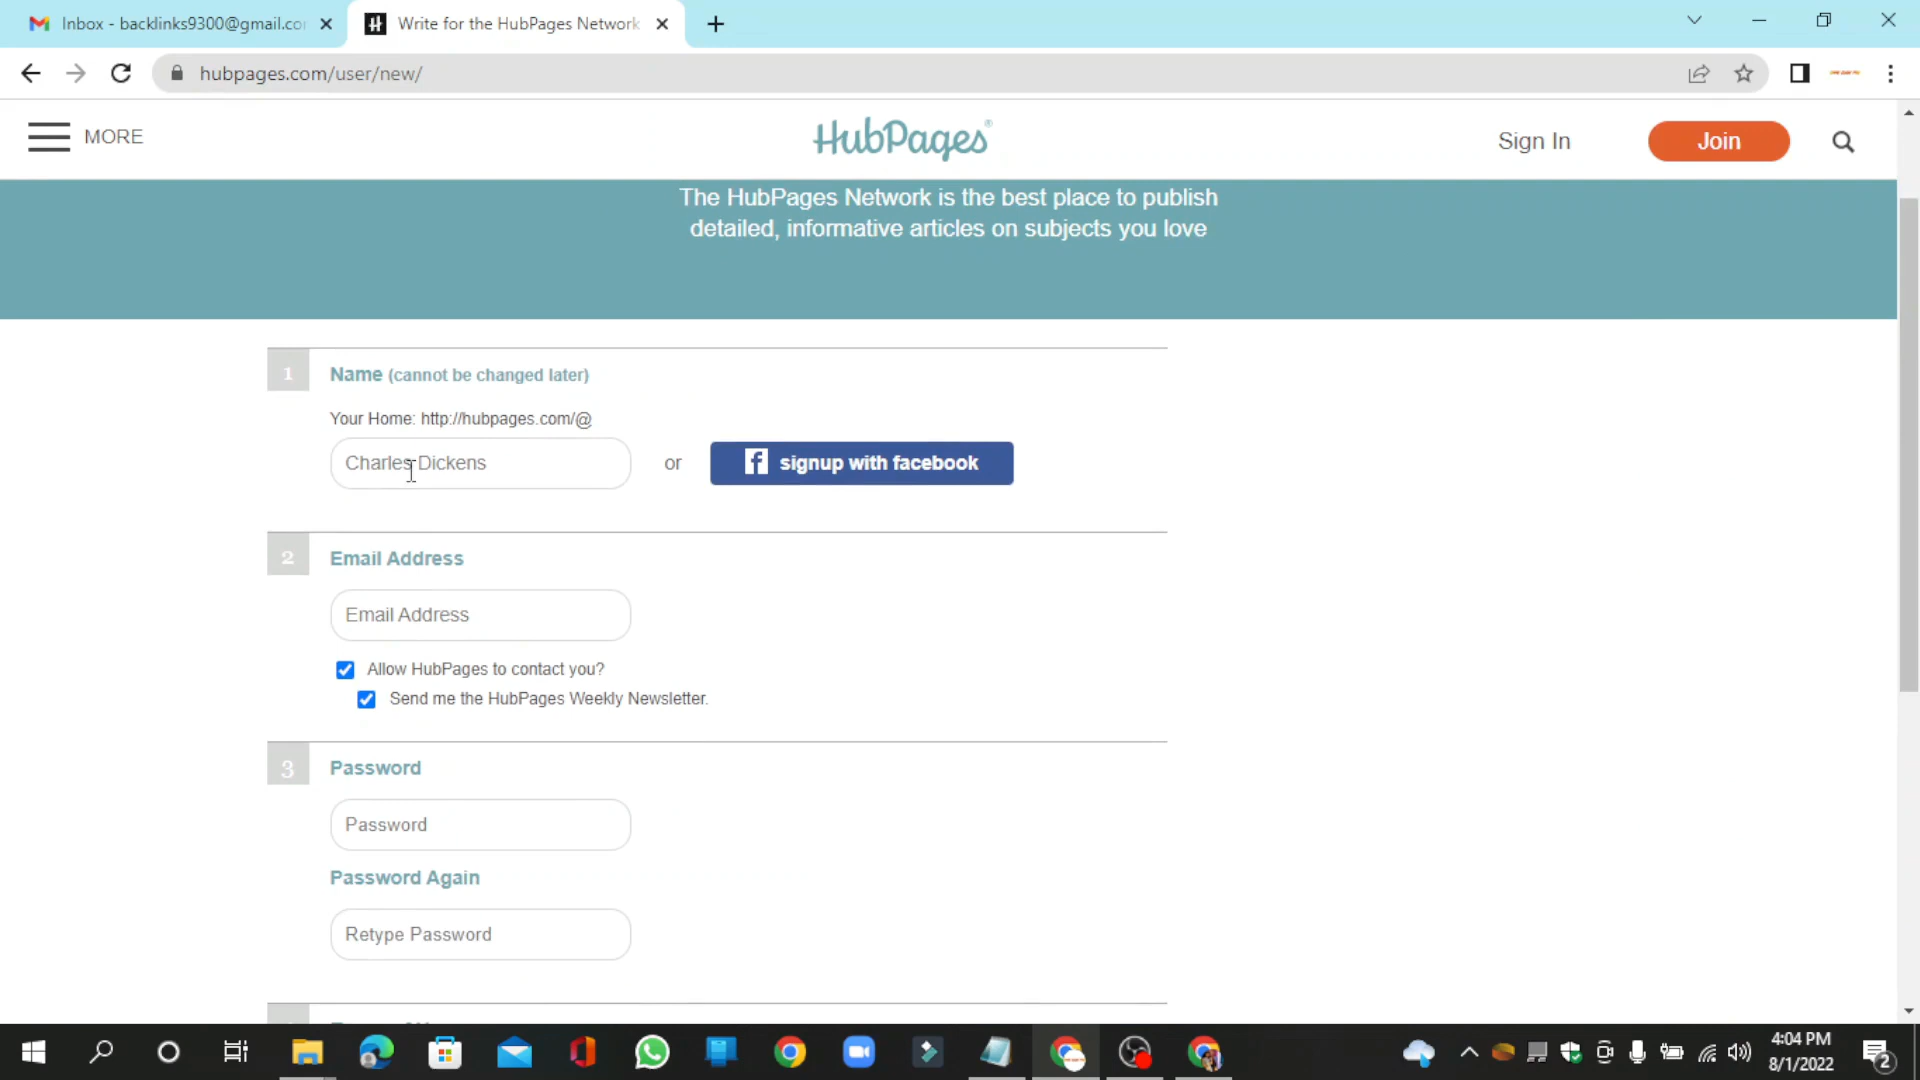 Inbox - backlinks9300@gmail.co
Write for the HubPages Network
hubpages.com/user/new/
MORE
HubPages®
Sign In
Join
The HubPages Network is the best place to publish
detailed, informative articles on subjects you love
1
Name (cannot be changed later)
Your Home: http://hubpages.com/@
Charles Dickens
or
signup with facebook
2
Email Address
Email Address
Allow HubPages to contact you?
Send me the HubPages Weekly Newsletter.
3
Password
Password
Password Again
Retype Password
4:04 PM
8/1/2022
2